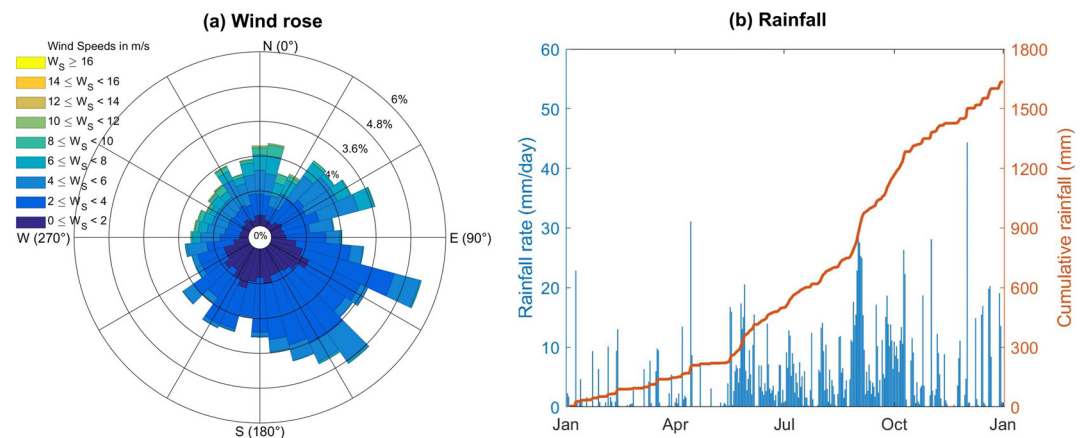 (a) Wind rose
Wind Speeds in m/s
W_S ≥ 16
14 ≤ W_S < 16
12 ≤ W_S < 14
10 ≤ W_S < 12
8 ≤ W_S < 10
6 ≤ W_S < 8
4 ≤ W_S < 6
2 ≤ W_S < 4
0 ≤ W_S < 2
N (0°)
6%
4.8%
3.6%
4%
0%
W (270°)
E (90°)
S (180°)
(b) Rainfall
60
50
40
30
20
10
0
Rainfall rate (mm/day)
1800
1500
1200
900
600
300
0
Cumulative rainfall (mm)
Jan
Apr
Jul
Oct
Jan